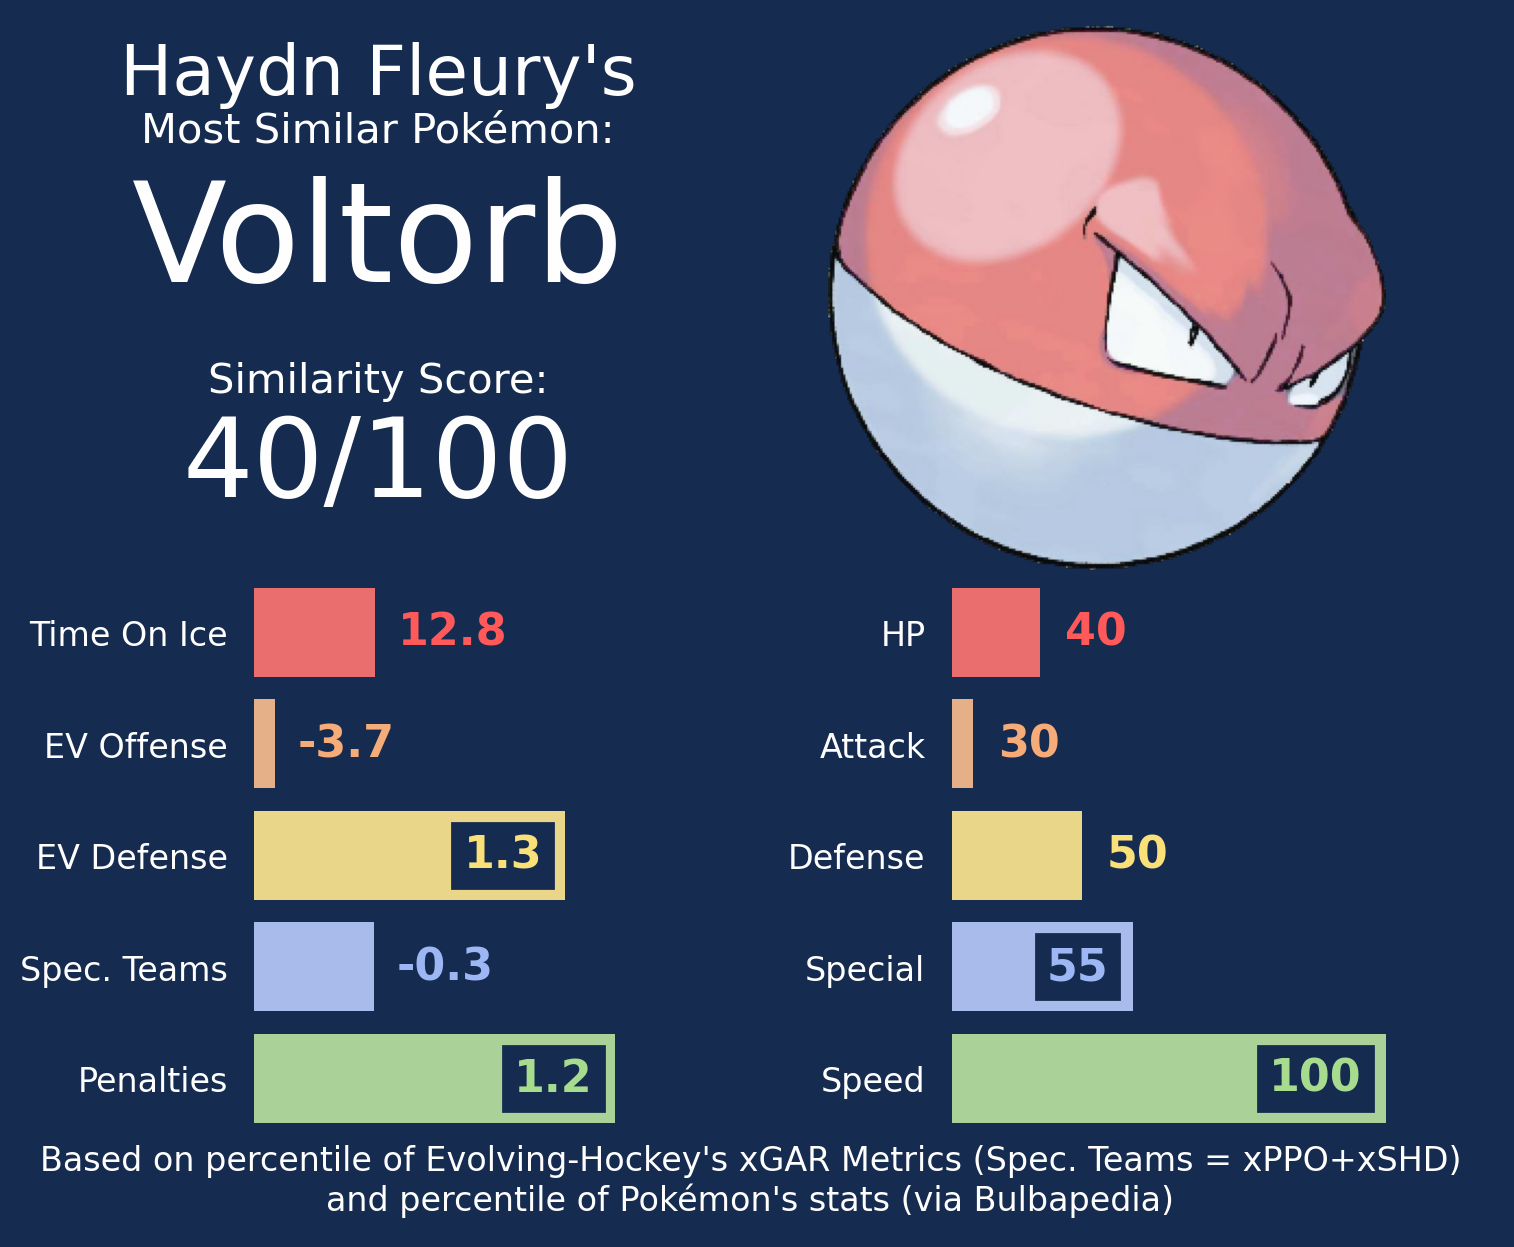 Haydn Fleury's
Most Similar Pokémon:
Voltorb
Similarity Score:
40/100
Time On Ice 12.8
EV Offense -3.7
EV Defense 1.3
Spec. Teams -0.3
Penalties 1.2
HP 40
Attack 30
Defense 50
Special 55
Speed 100
Based on percentile of Evolving-Hockey's xGAR Metrics (Spec. Teams = xPPO+xSHD)
and percentile of Pokémon's stats (via Bulbapedia)